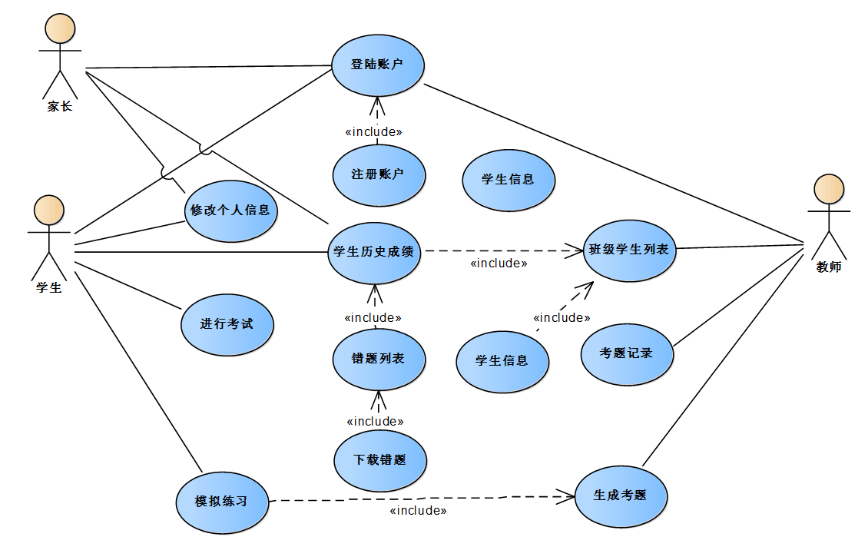 登陆账户
家长
«include»
注册账户
学生信息
修改个人信息
学生历史成绩
班级学生列表
«include»
教师
学生
«include»
«include»
进行考试
错题列表
学生信息
考题记录
«include»
下载错题
模拟练习
生成考题
«include»